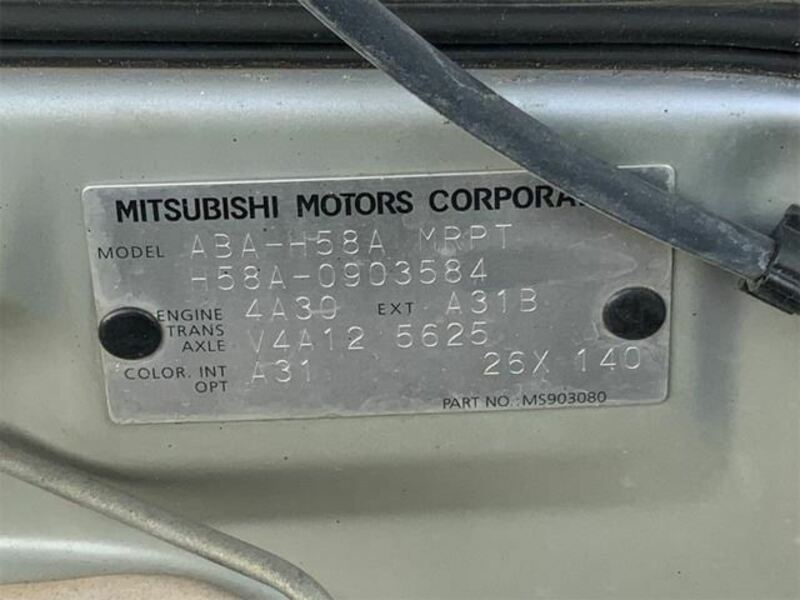 MITSUBISHI MOTORS CORPORA
MODEL ABA-H58A MRPT
H58A-0903584
ENGINE 4A30 EXT A31B
TRANS
AXLE V4A12 5625
COLOR. INT A31 26X 140
OPT
PART NO. : MS903080